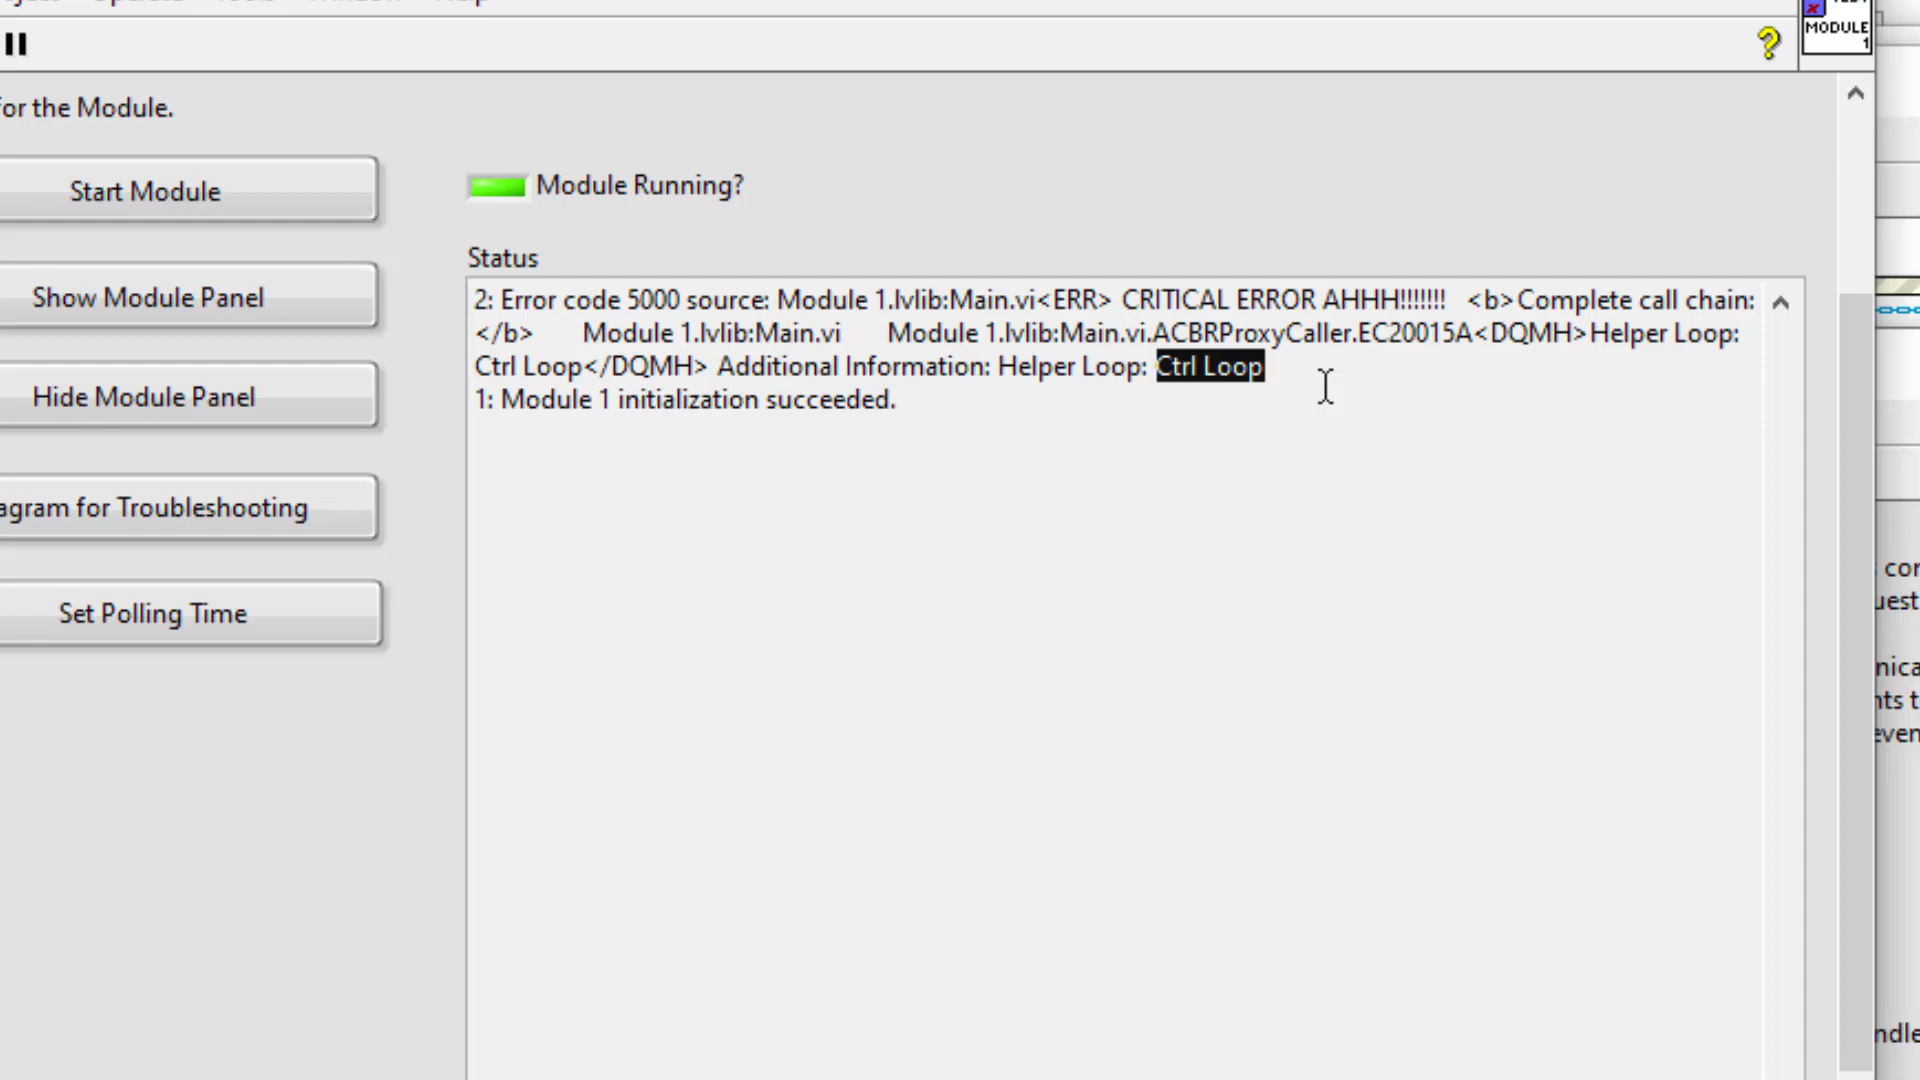 MODULE
1
for the Module.
Start Module
Module Running?
Status
Show Module Panel
2: Error code 5000 source: Module 1.lvlib:Main.vi<ERR> CRITICAL ERROR AHHH!!!!!!!   <b>Complete call chain:
</b>      Module 1.lvlib:Main.vi      Module 1.lvlib:Main.vi.ACBRProxyCaller.EC20015A<DQMH>Helper Loop:
Ctrl Loop</DQMH> Additional Information: Helper Loop: Ctrl Loop
1: Module 1 initialization succeeded.
Hide Module Panel
agram for Troubleshooting
Set Polling Time